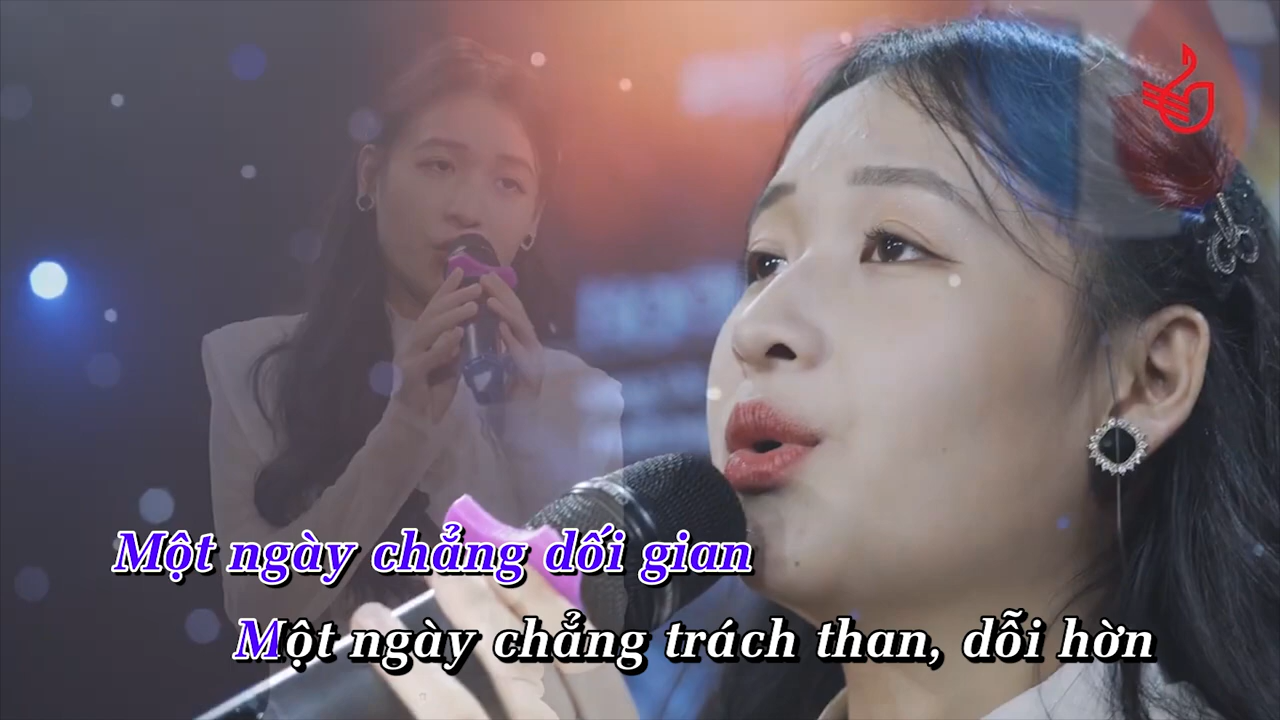 Một ngày chẳng dối gian
Một ngày chẳng trách than, dỗi hờn